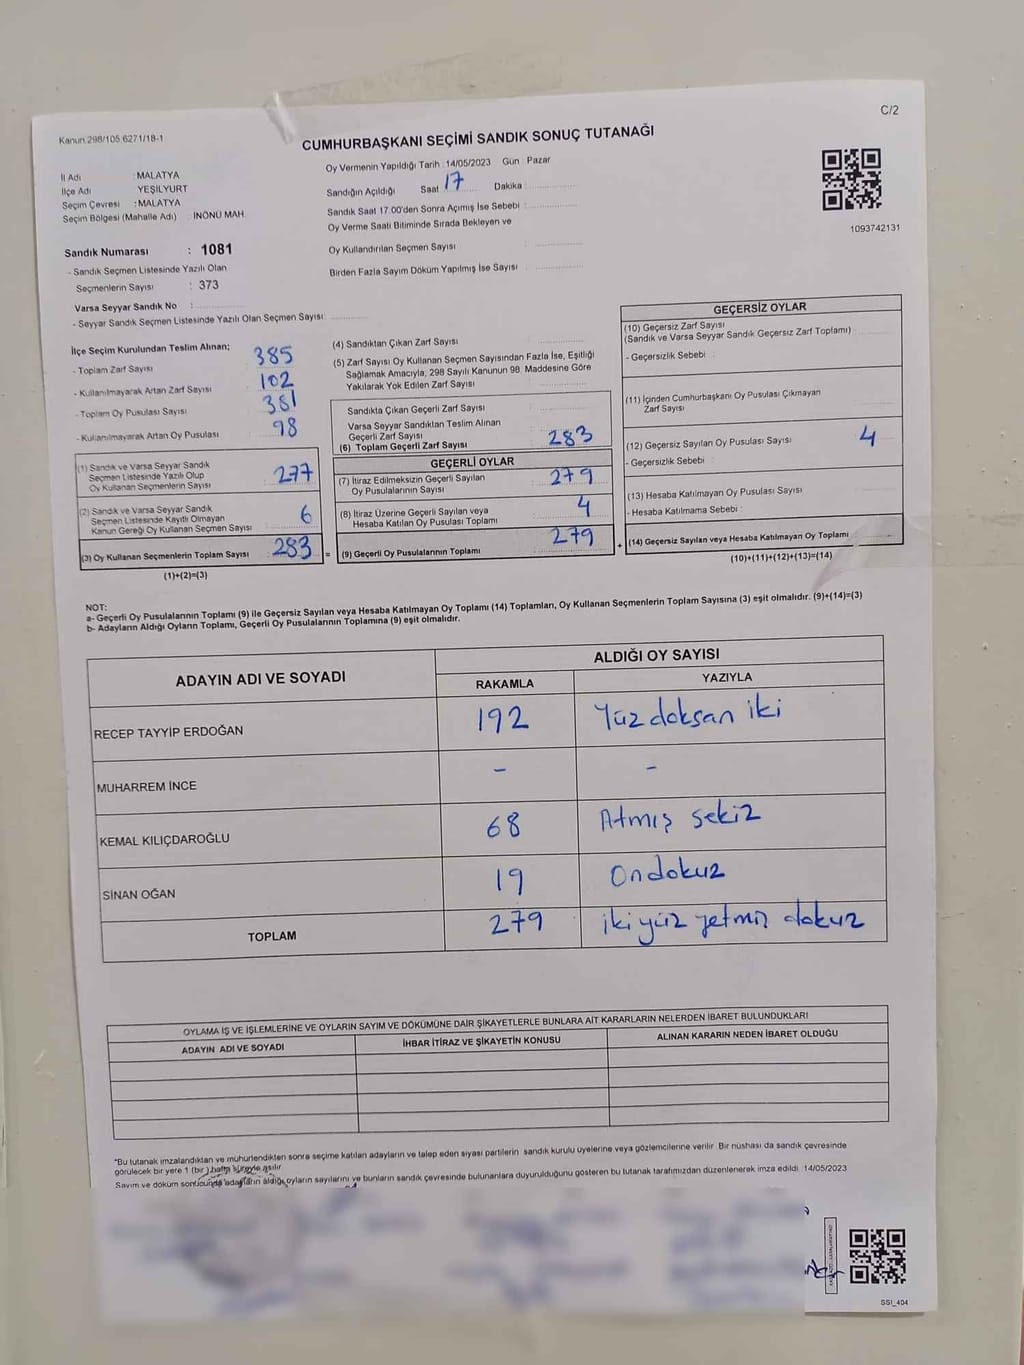 C/2
Kanun 298/105,6271/18-1
CUMHURBAŞKANI SEÇİMİ SANDIK SONUÇ TUTANAĞI
İl Adı : MALATYA
İlçe Adı YEŞİLYURT
Seçim Çevresi : MALATYA
Seçim Bölgesi (Mahalle Adı) : İNÖNÜ MAH.
Oy Vermenin Yapıldığı Tarih : 14/05/2023 Gün Pazar
Sandığın Açıldığı Saat 17 Dakika :
Sandık Saat 17:00'den Sonra Açımış İse Sebebi :
Oy Verme Saati Bitiminde Sırada Bekleyen ve
Oy Kullandırılan Seçmen Sayısı :
Birden Fazla Sayım Döküm Yapılmış İse Sayısı :
1093742131
Sandık Numarası : 1081
- Sandık Seçmen Listesinde Yazılı Olan
Seçmenlerin Sayısı : 373
Varsa Seyyar Sandık No :
- Seyyar Sandık Seçmen Listesinde Yazılı Olan Seçmen Sayısı :
İlçe Seçim Kurulundan Teslim Alınan;
- Toplam Zarf Sayısı 385
- Kullanılmayarak Artan Zarf Sayısı 102
- Toplam Oy Pusulası Sayısı 381
- Kullanılmayarak Artan Oy Pusulası 98
(1) Sandık ve Varsa Seyyar Sandık
Seçmen Listesinde Yazılı Olup
Oy Kullanan Seçmenlerin Sayısı 277
(2) Sandık ve Varsa Seyyar Sandık
Seçmen Listesinde Kayıtlı Olmayan
Kanun Gereği Oy Kullanan Seçmen Sayısı 6
(3) Oy Kullanan Seçmenlerin Toplam Sayısı 283 =
(1)+(2)=(3)
(4) Sandıktan Çıkan Zarf Sayısı :
(5) Zarf Sayısı Oy Kullanan Seçmen Sayısından Fazla İse, Eşitliği
Sağlamak Amacıyla, 298 Sayılı Kanunun 98. Maddesine Göre
Yakılarak Yok Edilen Zarf Sayısı :
Sandıkta Çıkan Geçerli Zarf Sayısı
Varsa Seyyar Sandıktan Teslim Alınan
Geçerli Zarf Sayısı
(6) Toplam Geçerli Zarf Sayısı 283
GEÇERLİ OYLAR
(7) İtiraz Edilmeksizin Geçerli Sayılan
Oy Pusulalarının Sayısı 279
(8) İtiraz Üzerine Geçerli Sayılan veya
Hesaba Katılan Oy Pusulası Toplamı 4
(9) Geçerli Oy Pusulalarının Toplamı 279 +
GEÇERSİZ OYLAR
(10) Geçersiz Zarf Sayısı
(Sandık ve Varsa Seyyar Sandık Geçersiz Zarf Toplamı)
- Geçersizlik Sebebi :
(11) İçinden Cumhurbaşkanı Oy Pusulası Çıkmayan
Zarf Sayısı
(12) Geçersiz Sayılan Oy Pusulası Sayısı 4
- Geçersizlik Sebebi :
(13) Hesaba Katılmayan Oy Pusulası Sayısı
- Hesaba Katılmama Sebebi :
(14) Geçersiz Sayılan veya Hesaba Katılmayan Oy Toplamı
(10)+(11)+(12)+(13)=(14)
NOT:
a- Geçerli Oy Pusulalarının Toplamı (9) ile Geçersiz Sayılan veya Hesaba Katılmayan Oy Toplamı (14) Toplamları, Oy Kullanan Seçmenlerin Toplam Sayısına (3) eşit olmalıdır. (9)+(14)=(3)
b- Adayların Aldığı Oyların Toplamı, Geçerli Oy Pusulalarının Toplamına (9) eşit olmalıdır.
ADAYIN ADI VE SOYADI ALDIĞI OY SAYISI
RAKAMLA YAZIYLA
RECEP TAYYİP ERDOĞAN 192 Yüz doksan iki
MUHARREM İNCE - -
KEMAL KILIÇDAROĞLU 68 Atmış sekiz
SİNAN OĞAN 19 Ondokuz
TOPLAM 279 iki yüz yetmiş dokuz
OYLAMA İŞ VE İŞLEMLERİNE VE OYLARIN SAYIM VE DÖKÜMÜNE DAİR ŞİKAYETLERLE BUNLARA AİT KARARLARIN NELERDEN İBARET BULUNDUKLARI
ADAYIN ADI VE SOYADI İHBAR İTİRAZ VE ŞİKAYETİN KONUSU ALINAN KARARIN NEDEN İBARET OLDUĞU
*Bu tutanak imzalandıktan ve mühürlendikten sonra seçime katılan adayların ve talep eden siyasi partilerin sandık kurulu üyelerine veya gözlemcilerine verilir. Bir nüshası da sandık çevresinde
görülecek bir yere 1 (bir) hafta süreyle asılır.
Sayım ve döküm sonucunda adayların aldığı oyların sayılarını ve bunların sandık çevresinde bulunanlara duyurulduğunu gösteren bu tutanak tarafımızdan düzenlenerek imza edildi. 14/05/2023
SSI_404